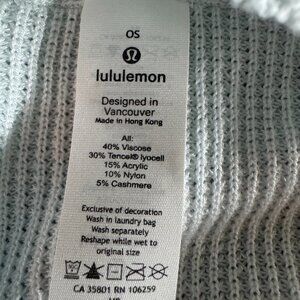 OS
lululemon
Designed in
Vancouver
Made in Hong Kong
All:
40% Viscose
30% Tencel® lyocell
15% Acrylic
10% Nylon
5% Cashmere
Exclusive of decoration
Wash in laundry bag
Wash separately
Reshape while wet to
original size
CA 35801 RN 106259